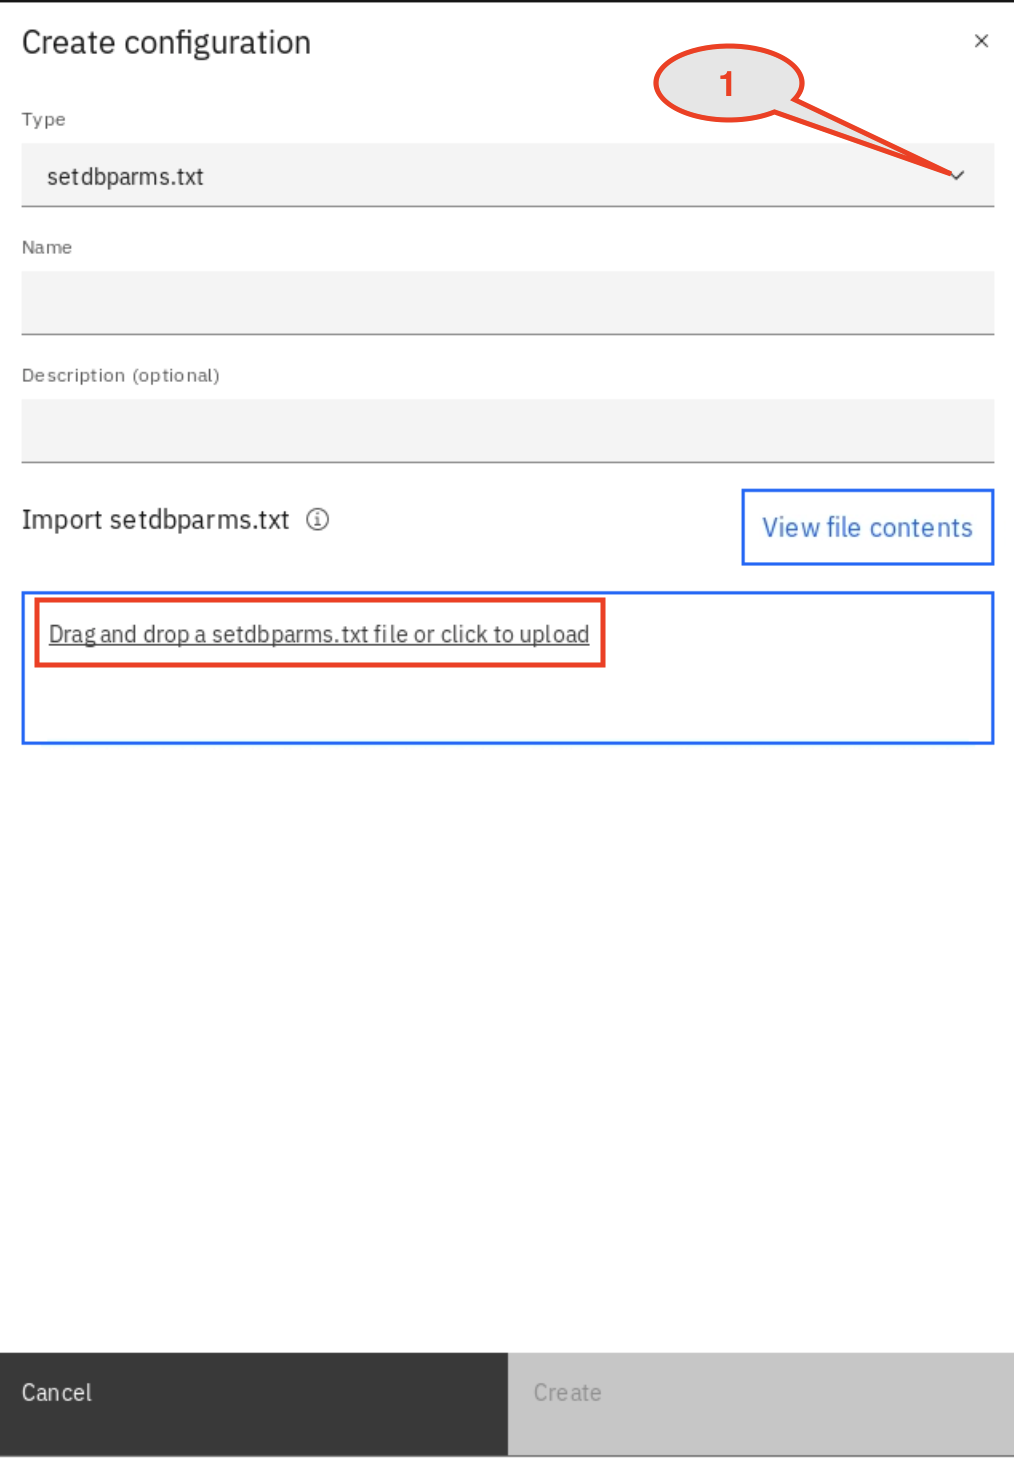 Create configuration
1
Type
setdbparms.txt
Name
Description (optional)
Import setdbparms.txt
View file contents
Drag and drop a setdbparms.txt file or click to upload
Cancel
Create